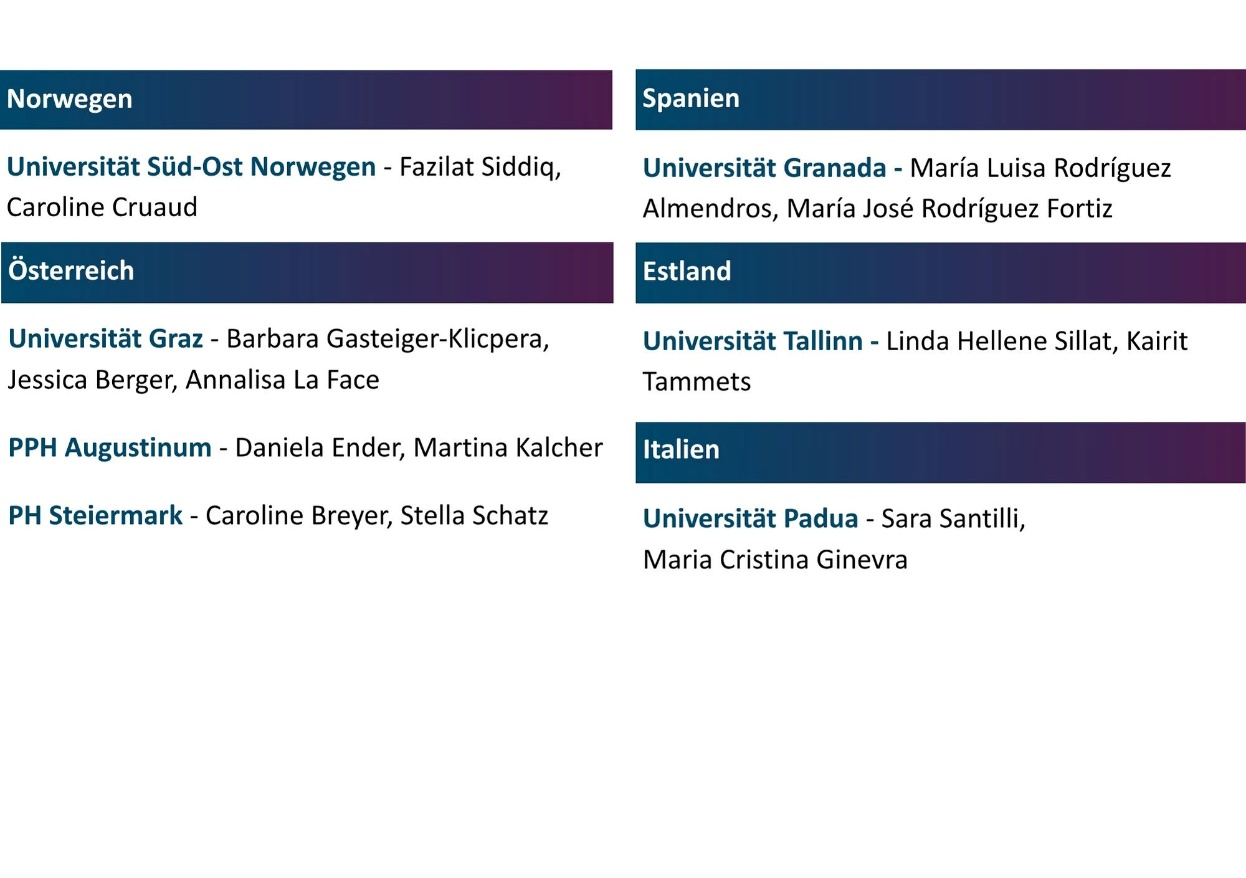 Norwegen
Universität Süd-Ost Norwegen - Fazilat Siddiq,
Caroline Cruaud
Österreich
Universität Graz - Barbara Gasteiger-Klicpera,
Jessica Berger, Annalisa La Face
PPH Augustinum - Daniela Ender, Martina Kalcher
PH Steiermark - Caroline Breyer, Stella Schatz
Spanien
Universität Granada - María Luisa Rodríguez
Almendros, María José Rodríguez Fortiz
Estland
Universität Tallinn - Linda Hellene Sillat, Kairit
Tammets
Italien
Universität Padua - Sara Santilli,
Maria Cristina Ginevra